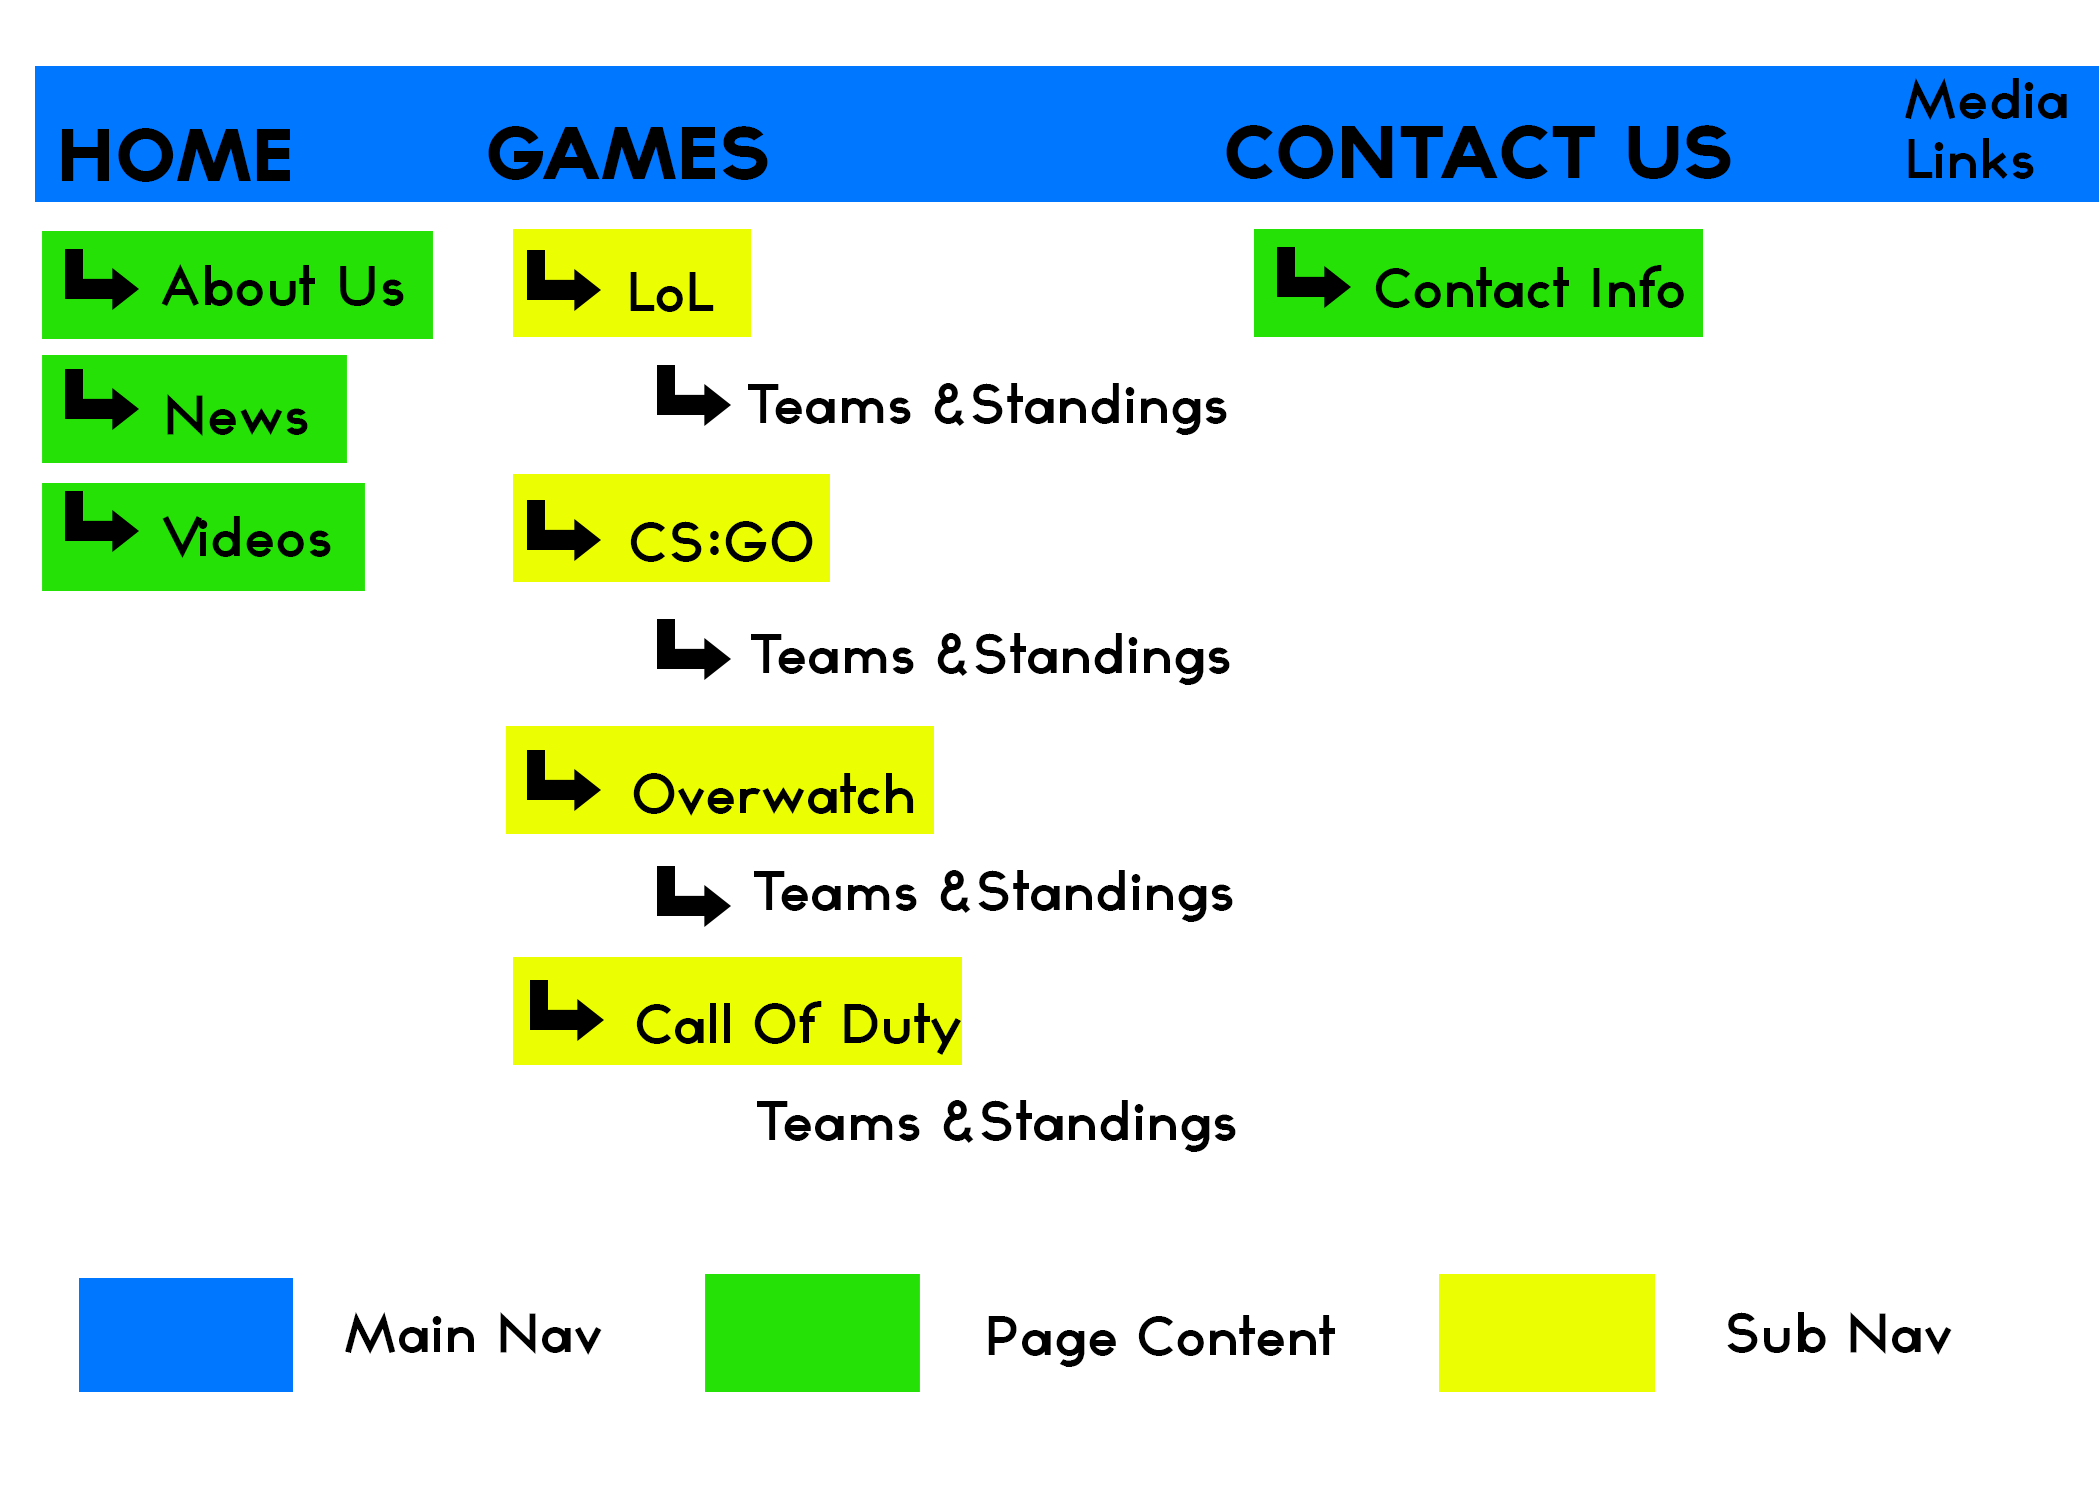 HOME GAMES CONTACT US Media
Links
About Us
News
Videos
LoL
Teams &Standings
CS:GO
Teams &Standings
Overwatch
Teams &Standings
Call Of Duty
Teams &Standings
Contact Info
Main Nav
Page Content
Sub Nav